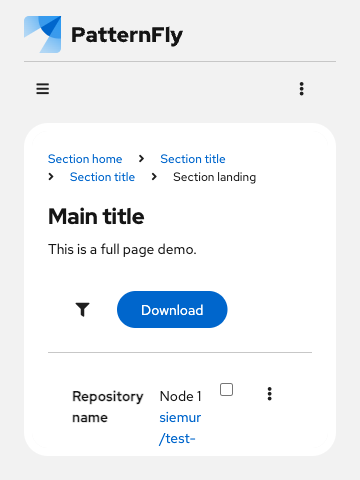 PatternFly
Section home > Section title
> Section title > Section landing
Main title
This is a full page demo.
Download
Repository name
Node 1
siemur
/test-